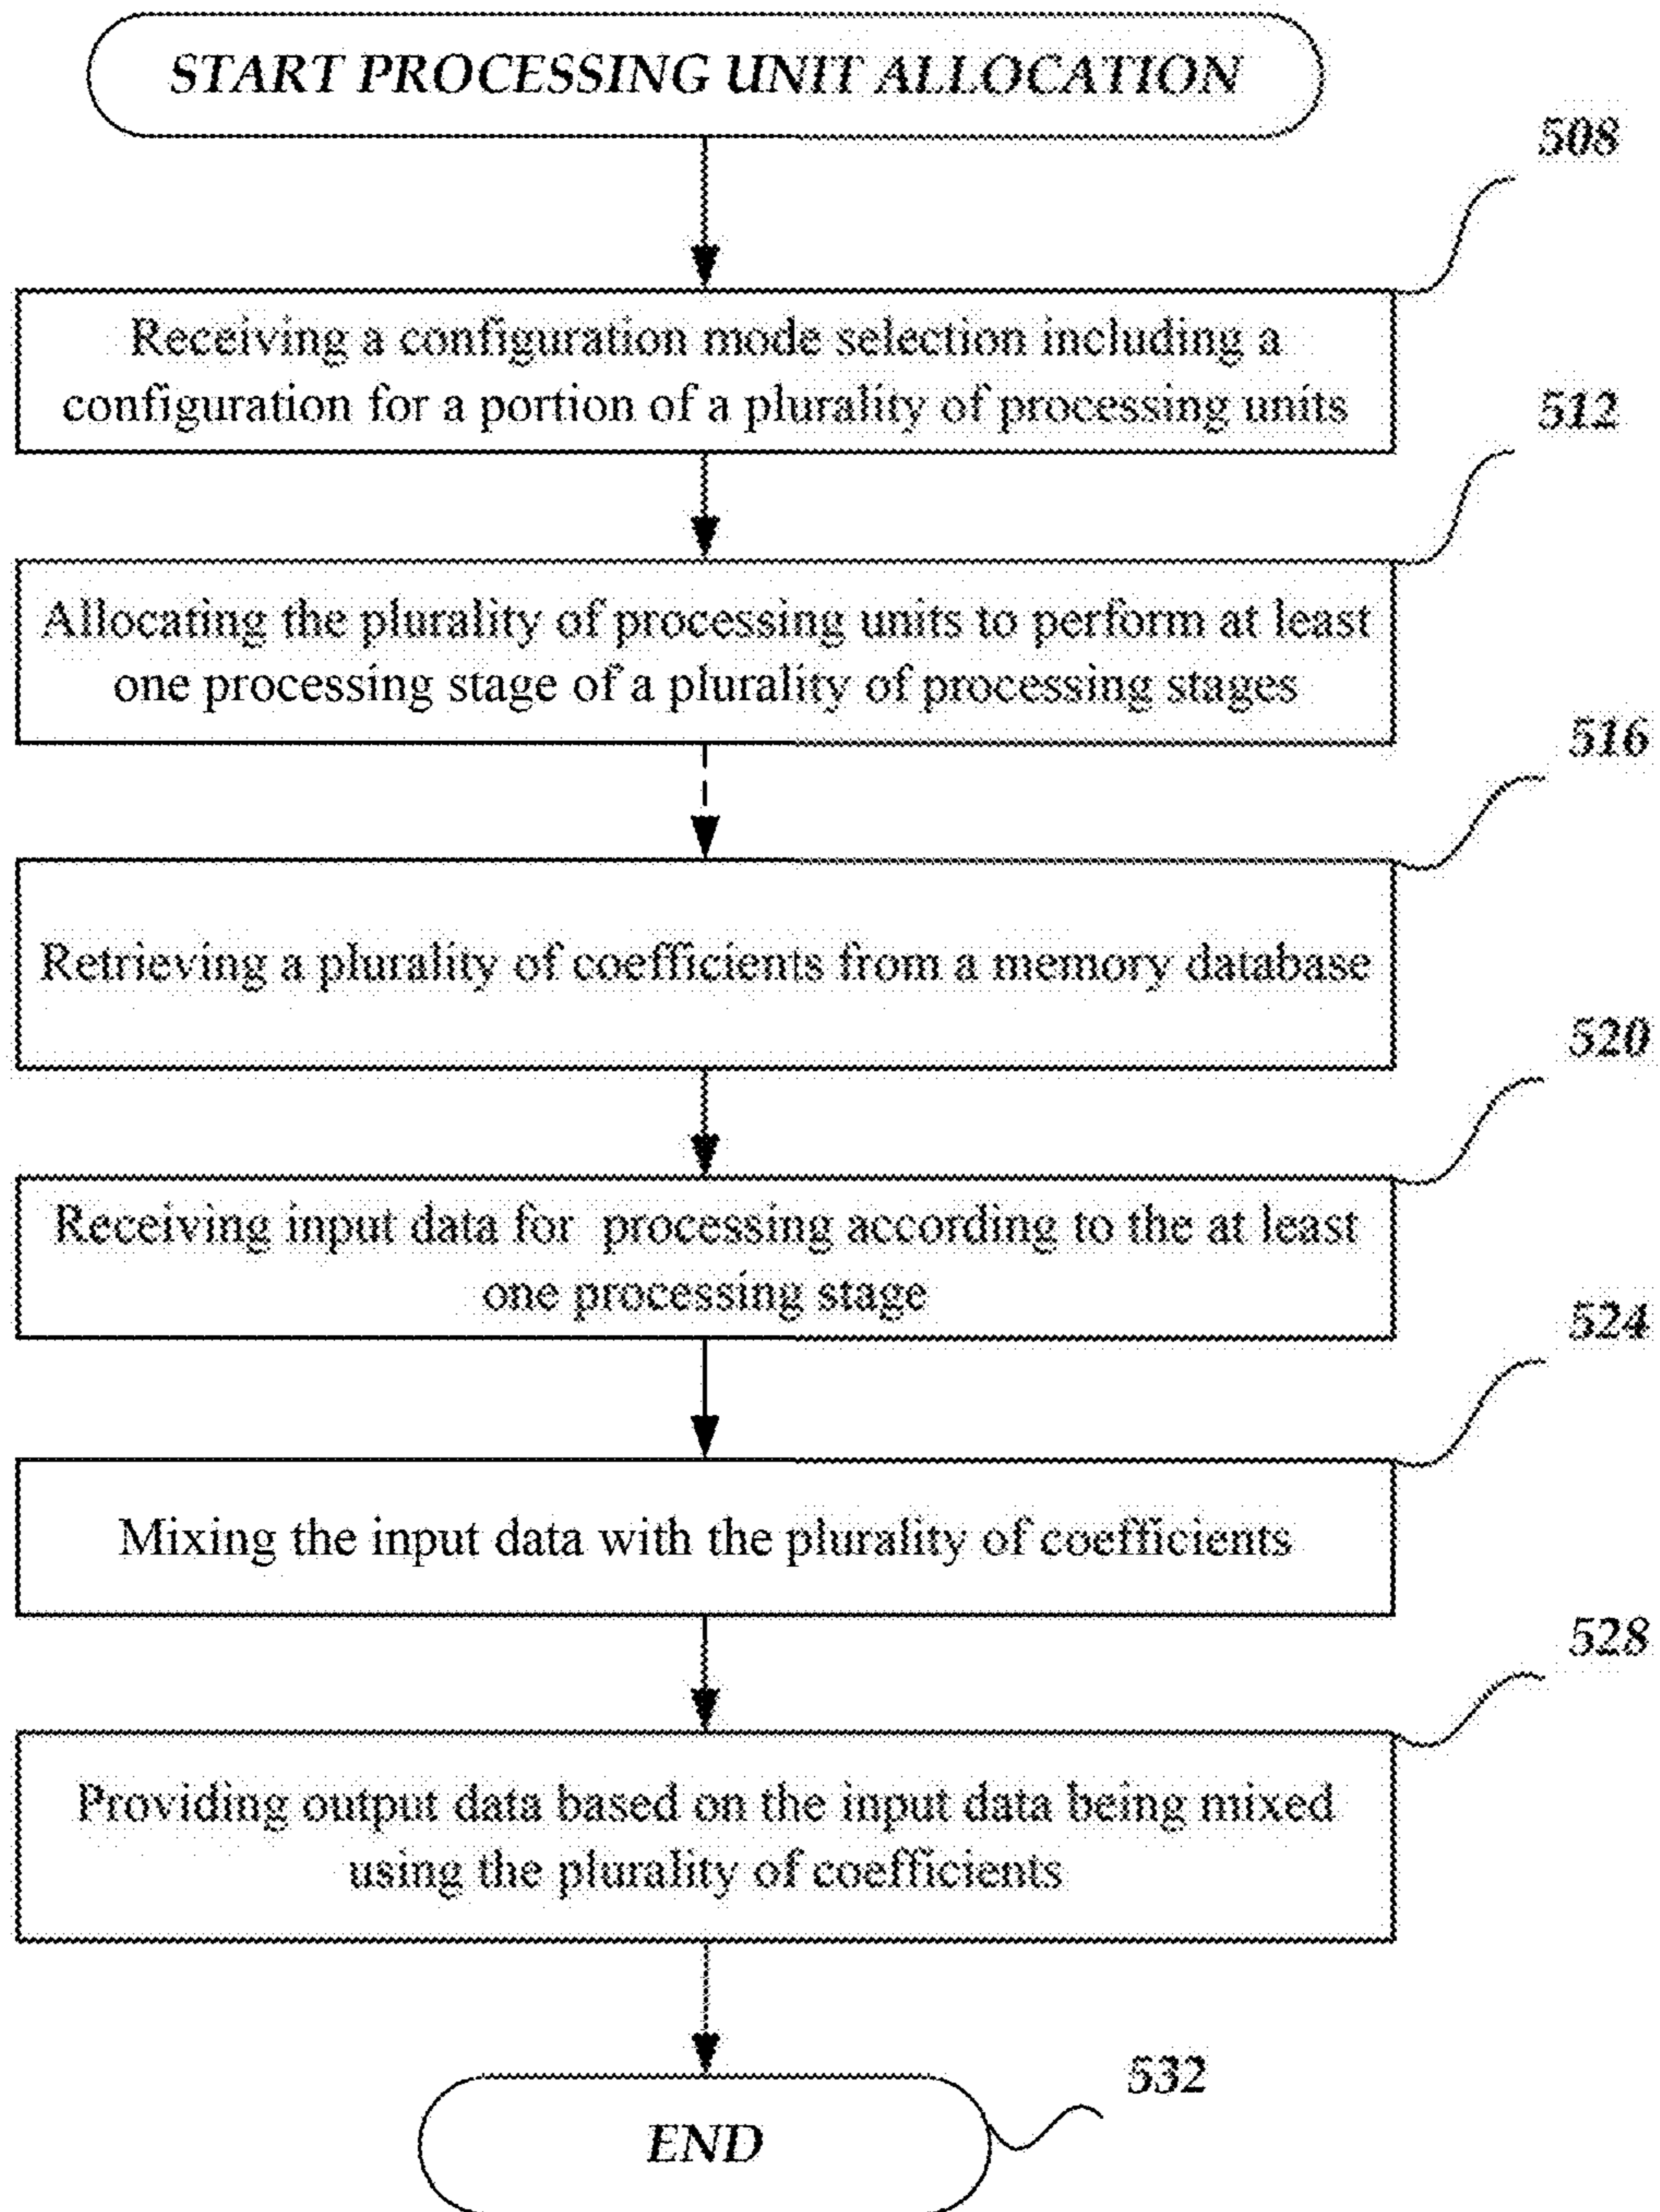 START PROCESSING UNIT ALLOCATION
508
Receiving a configuration mode selection including a
configuration for a portion of a plurality of processing units
512
Allocating the plurality of processing units to perform at least
one processing stage of a plurality of processing stages
516
Retrieving a plurality of coefficients from a memory database
520
Receiving input data for processing according to the at least
one processing stage
524
Mixing the input data with the plurality of coefficients
528
Providing output data based on the input data being mixed
using the plurality of coefficients
532
END